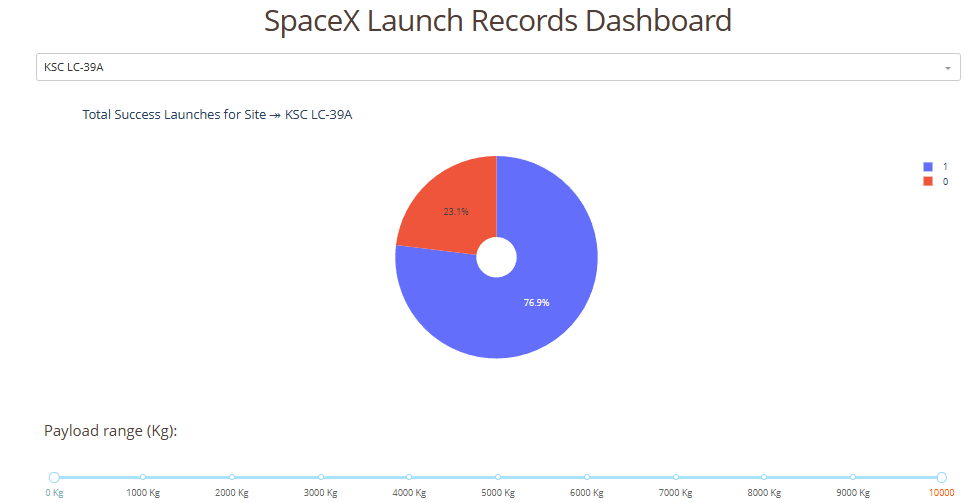 SpaceX Launch Records Dashboard
KSC LC-39A
Total Success Launches for Site ↠ KSC LC-39A
1
0
23.1%
76.9%
Payload range (Kg):
0 Kg 1000 Kg 2000 Kg 3000 Kg 4000 Kg 5000 Kg 6000 Kg 7000 Kg 8000 Kg 9000 Kg 10000